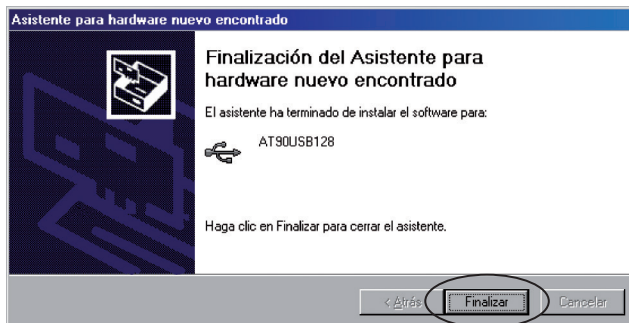 Asistente para hardware nuevo encontrado
Finalización del Asistente para
hardware nuevo encontrado
El asistente ha terminado de instalar el software para:
AT90USB128
Haga clic en Finalizar para cerrar el asistente.
< Atrás Finalizar Cancelar